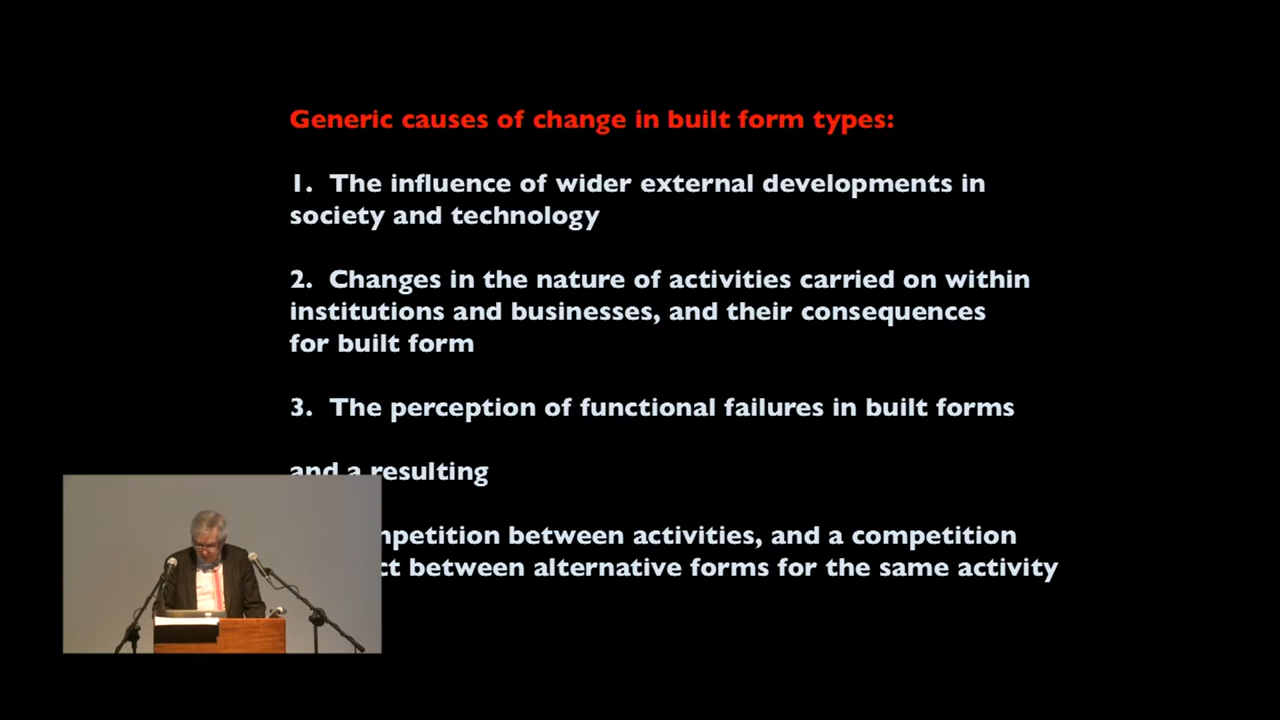 Generic causes of change in built form types:
1. The influence of wider external developments in
society and technology
2. Changes in the nature of activities carried on within
institutions and businesses, and their consequences
for built form
3. The perception of functional failures in built forms
and a resulting
between activities, and a competition
between alternative forms for the same activity